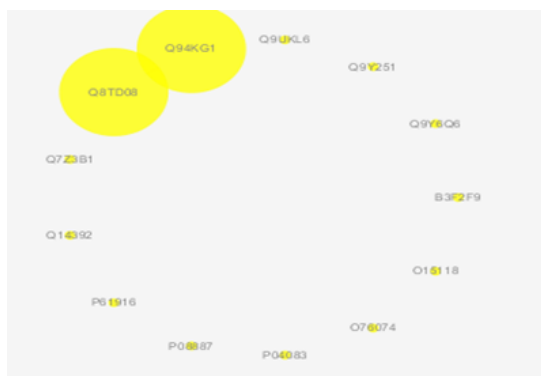 Q9UKL6
Q94KG1
Q9Y251
Q8TD08
Q9Y6Q6
Q7Z3B1
B3F2F9
Q14392
O15118
P61916
O76074
P08887
P04083